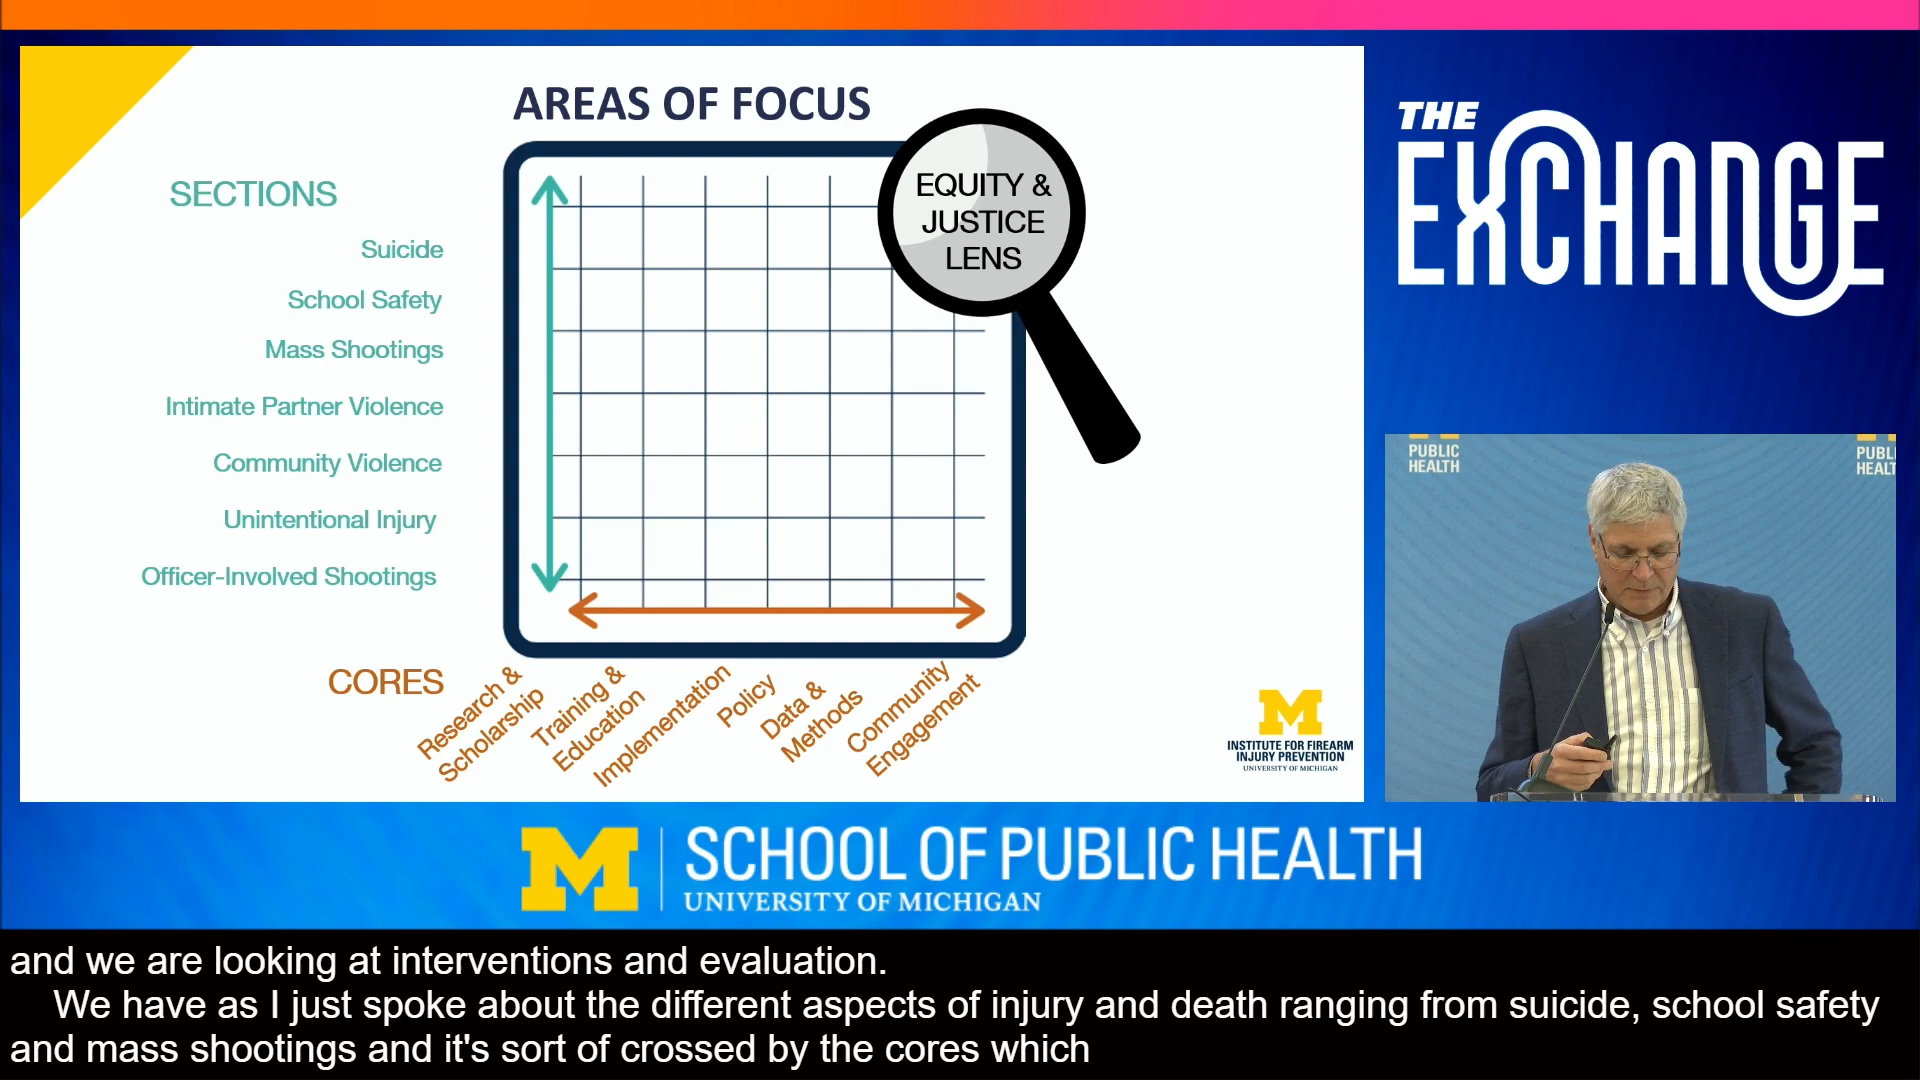 AREAS OF FOCUS
EQUITY &
JUSTICE
LENS
SECTIONS
Suicide
School Safety
Mass Shootings
Intimate Partner Violence
Community Violence
Unintentional Injury
Officer-Involved Shootings
CORES
Research &
Scholarship
Training &
Education
Implementation
Policy
Data &
Methods
Community
Engagement
M
INSTITUTE FOR FIREARM
INJURY PREVENTION
UNIVERSITY OF MICHIGAN
THE
EXCHANGE
PUBLIC
HEALTH
PUBL
HEALT
M
SCHOOL OF PUBLIC HEALTH
UNIVERSITY OF MICHIGAN
and we are looking at interventions and evaluation.
We have as I just spoke about the different aspects of injury and death ranging from suicide, school safety
and mass shootings and it's sort of crossed by the cores which